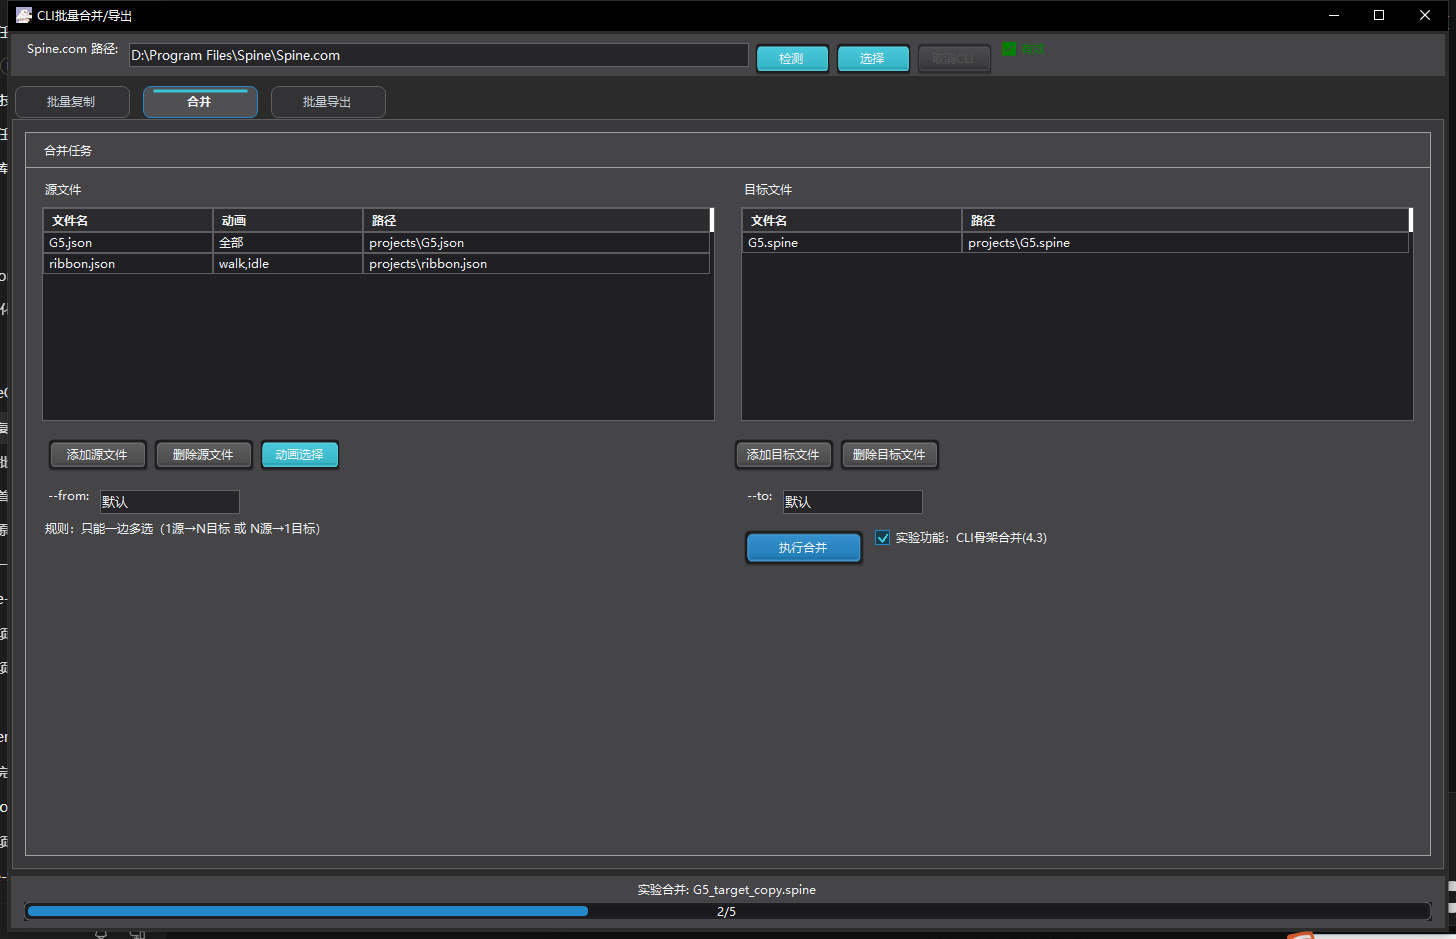 CLI批量合并/导出
Spine.com 路径: D:\Program Files\Spine\Spine.com 检测 选择 取消CLI 有效
批量复制 合并 批量导出
合并任务
源文件
文件名 动画 路径
G5.json 全部 projects\G5.json
ribbon.json walk,idle projects\ribbon.json
添加源文件 删除源文件 动画选择
--from: 默认
规则：只能一边多选（1源→N目标 或 N源→1目标）
目标文件
文件名 路径
G5.spine projects\G5.spine
添加目标文件 删除目标文件
--to: 默认
执行合并 实验功能：CLI骨架合并(4.3)
实验合并: G5_target_copy.spine
2/5